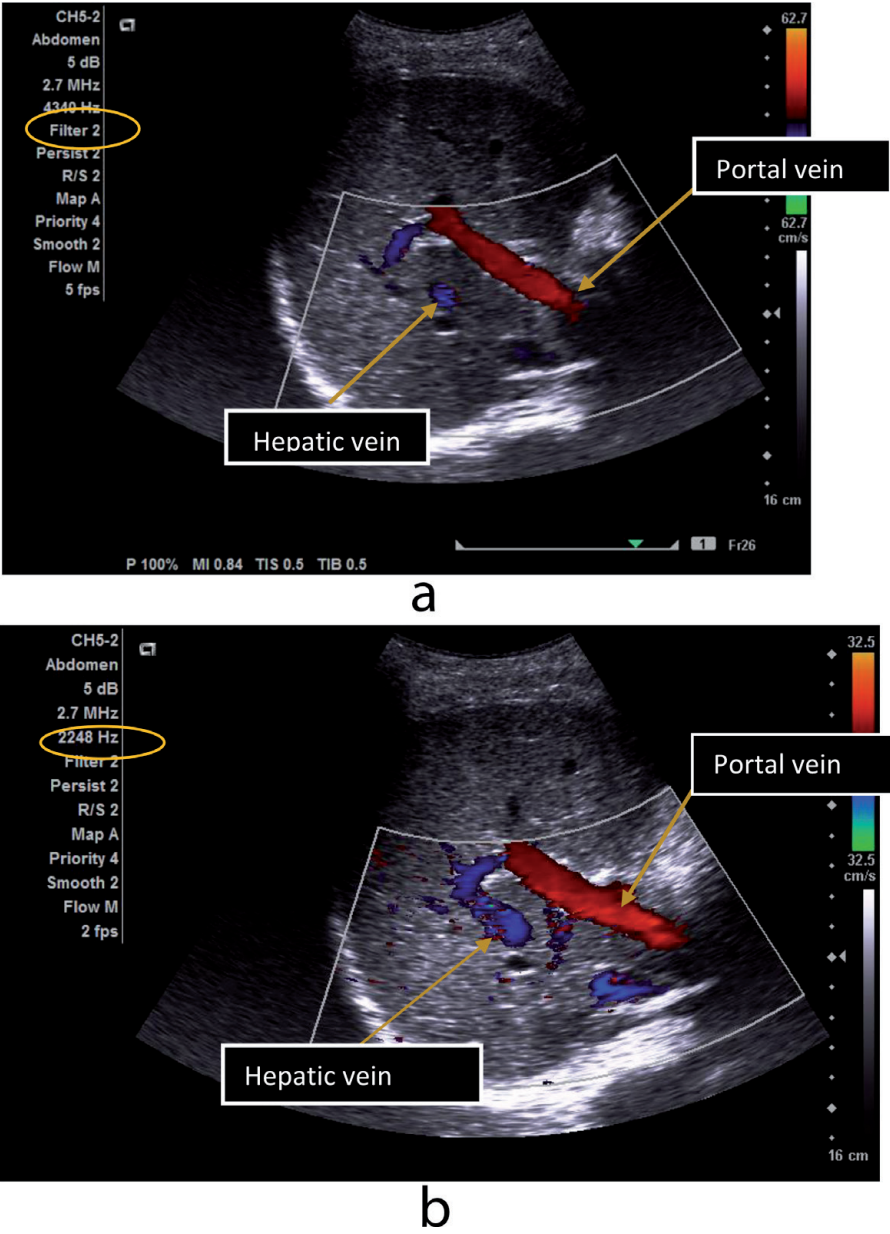 CH5-2
Abdomen
5 dB
2.7 MHz
4340 Hz
Filter 2
Persist 2
R/S 2
Map A
Priority 4
Smooth 2
Flow M
5 fps
62.7
Portal vein
62.7
cm/s
Hepatic vein
16 cm
1 Fr26
P 100% MI 0.84 TIS 0.5 TIB 0.5
a
CH5-2
Abdomen
5 dB
2.7 MHz
2248 Hz
Filter 2
Persist 2
R/S 2
Map A
Priority 4
Smooth 2
Flow M
2 fps
32.5
Portal vein
32.5
cm/s
Hepatic vein
16 cm
b